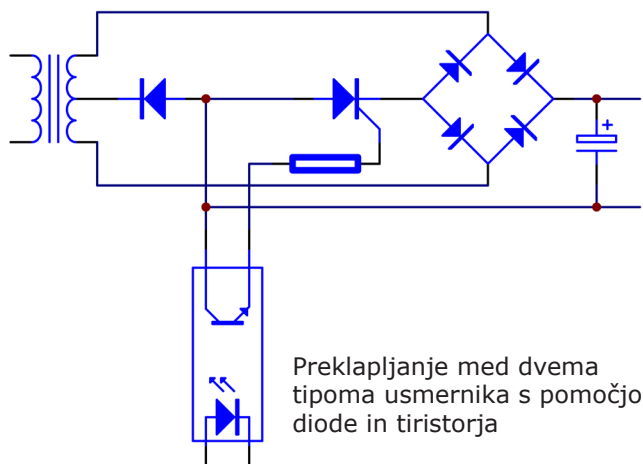 +
Preklapljanje med dvema
tipoma usmernika s pomočjo
diode in tiristorja